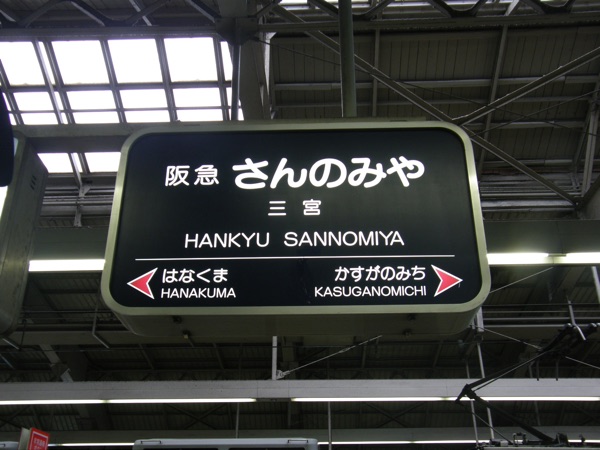 阪急 さんのみや
三宮
HANKYU SANNOMIYA
はなくま かすがのみち
HANAKUMA KASUGANOMICHI